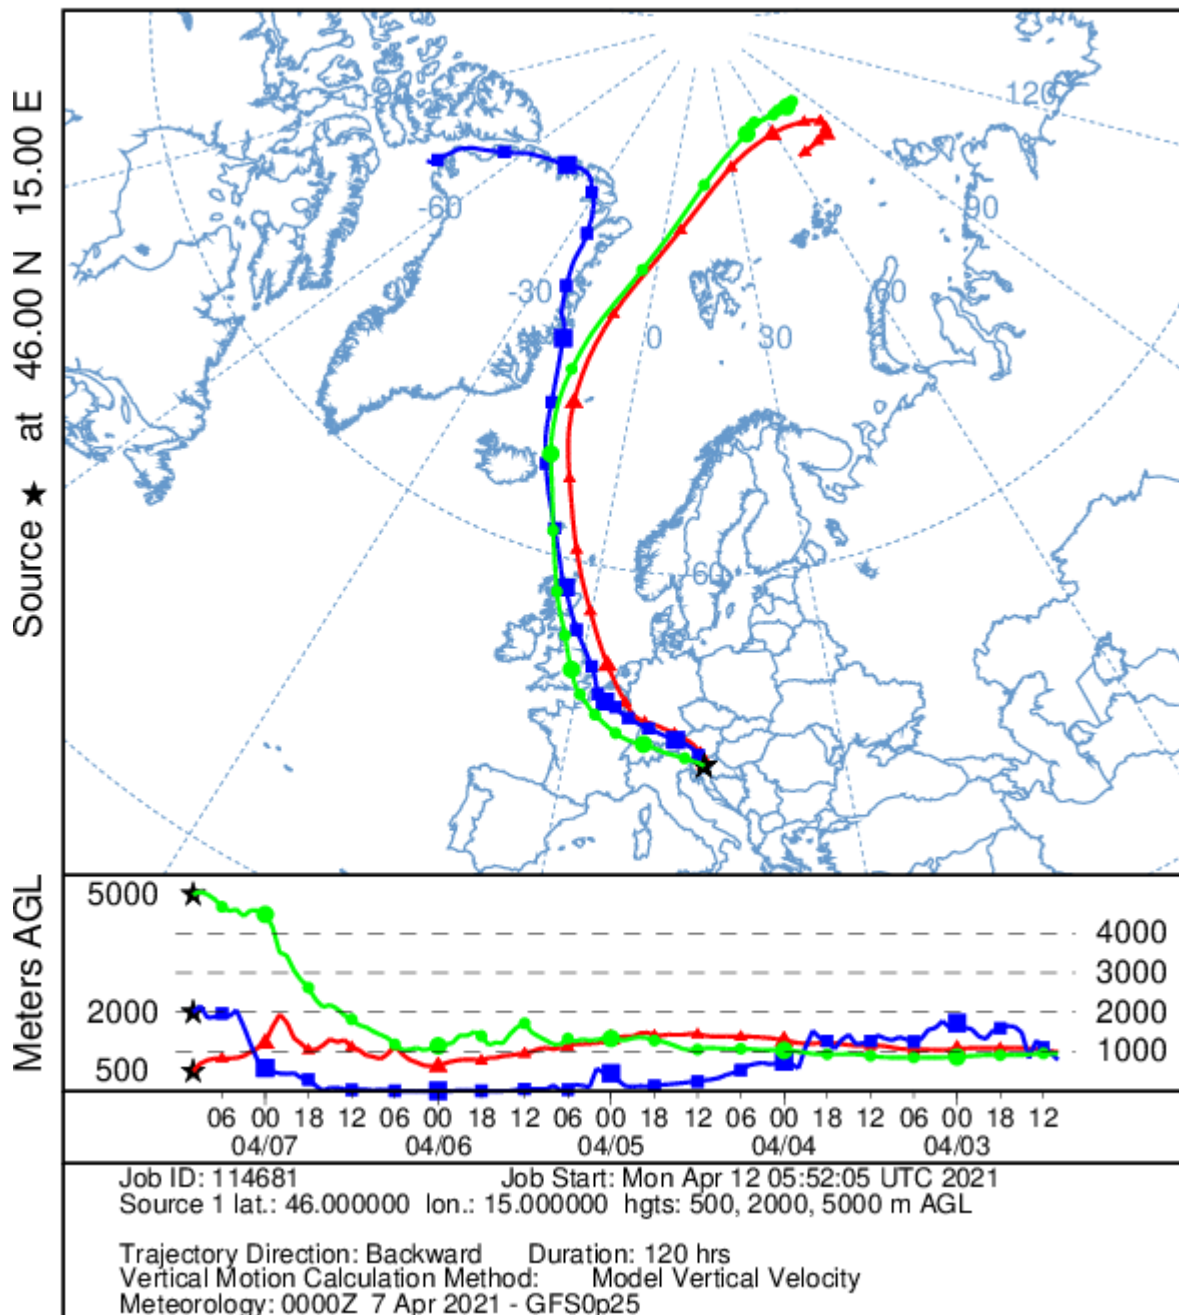 Source ★ at 46.00 N 15.00 E
120
-60
90
-30
60
0
30
-60
Meters AGL
5000
4000
3000
2000
2000
1000
500
06 00 18 12 06 00 18 12 06 00 18 12 06 00 18 12 06 00 18 12
04/07 04/06 04/05 04/04 04/03
Job ID: 114681 Job Start: Mon Apr 12 05:52:05 UTC 2021
Source 1 lat.: 46.000000 lon.: 15.000000 hgts: 500, 2000, 5000 m AGL
Trajectory Direction: Backward Duration: 120 hrs
Vertical Motion Calculation Method: Model Vertical Velocity
Meteorology: 0000Z 7 Apr 2021 - GFS0p25